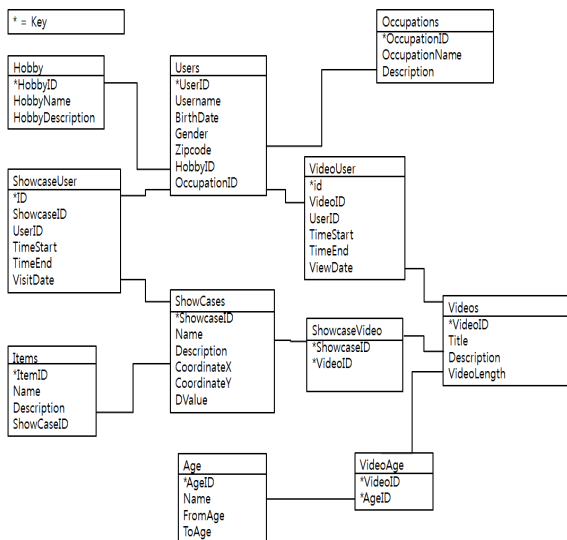 * = Key
Occupations
*OccupationID
OccupationName
Description
Hobby
*HobbyID
HobbyName
HobbyDescription
Users
*UserID
Username
BirthDate
Gender
Zipcode
HobbyID
OccupationID
ShowcaseUser
*ID
ShowcaseID
UserID
TimeStart
TimeEnd
VisitDate
VideoUser
*id
VideoID
UserID
TimeStart
TimeEnd
ViewDate
ShowCases
*ShowcaseID
Name
Description
CoordinateX
CoordinateY
DValue
ShowcaseVideo
*ShowcaseID
*VideoID
Videos
*VideoID
Title
Description
VideoLength
Items
*ItemID
Name
Description
ShowCaseID
Age
*AgeID
Name
FromAge
ToAge
VideoAge
*VideoID
*AgeID